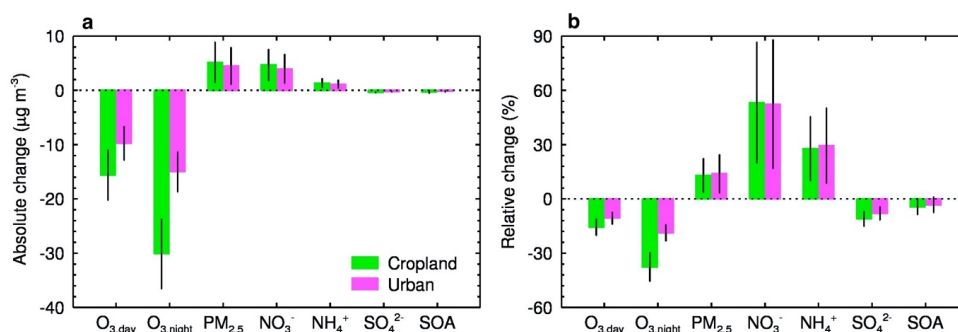 a
Absolute change (μg m⁻³)
10
0
-10
-20
-30
-40
Cropland
Urban
O₃,day O₃,night PM₂.₅ NO₃⁻ NH₄⁺ SO₄²⁻ SOA
b
Relative change (%)
90
60
30
0
-30
-60
O₃,day O₃,night PM₂.₅ NO₃⁻ NH₄⁺ SO₄²⁻ SOA